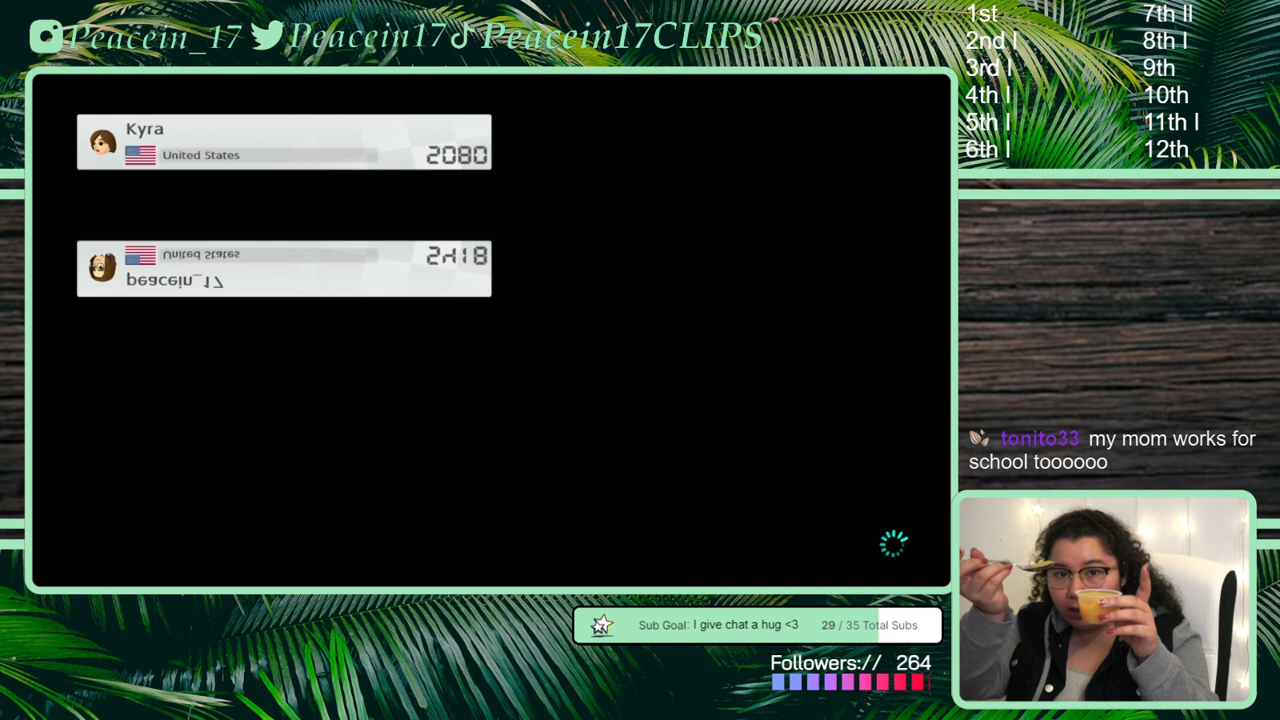 Peacein_17 Peacein17 Peacein17CLIPS
1st
2nd I
3rd I
4th I
5th I
6th I
7th II
8th I
9th
10th
11th I
12th
Kyra
United States
2080
United States
2418
peacein_17
tonito33 my mom works for
school toooooo
Sub Goal: I give chat a hug <3 29 / 35 Total Subs
Followers:// 264